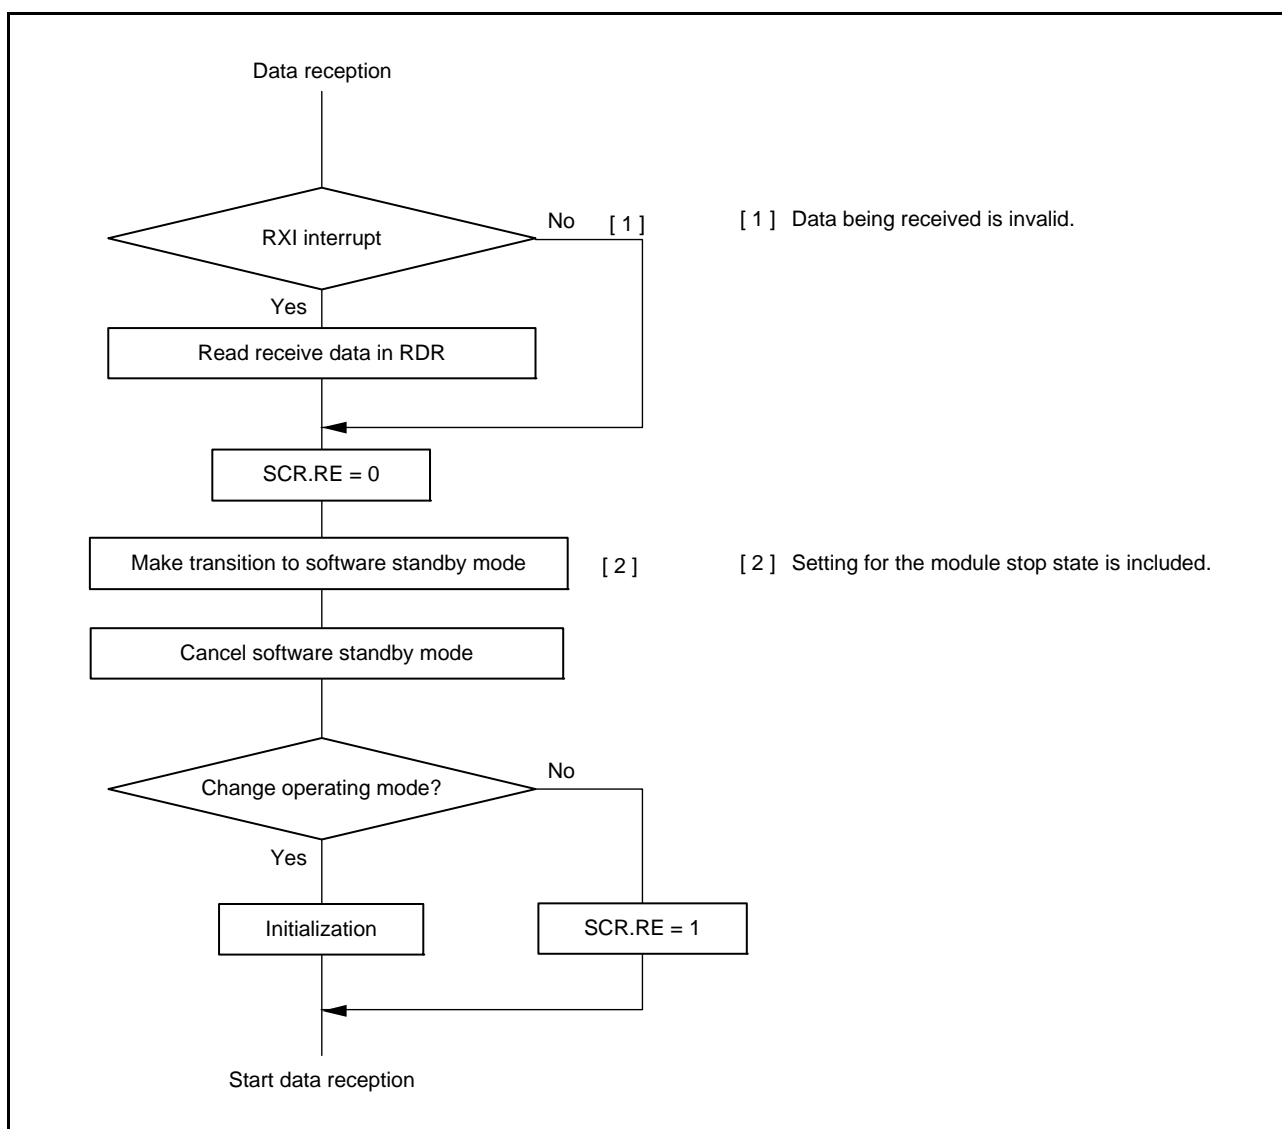 Data reception
RXI interrupt
No [ 1 ]
[ 1 ] Data being received is invalid.
Yes
Read receive data in RDR
SCR.RE = 0
Make transition to software standby mode
[ 2 ]
[ 2 ] Setting for the module stop state is included.
Cancel software standby mode
Change operating mode?
No
Yes
Initialization
SCR.RE = 1
Start data reception